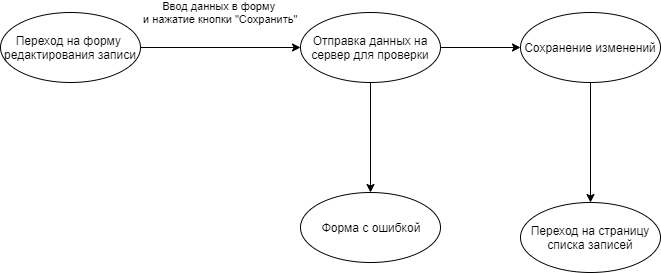 Ввод данных в форму
и нажатие кнопки "Сохранить"
Переход на форму
редактирования записи
Отправка данных на
сервер для проверки
Сохранение изменений
Форма с ошибкой
Переход на страницу
списка записей